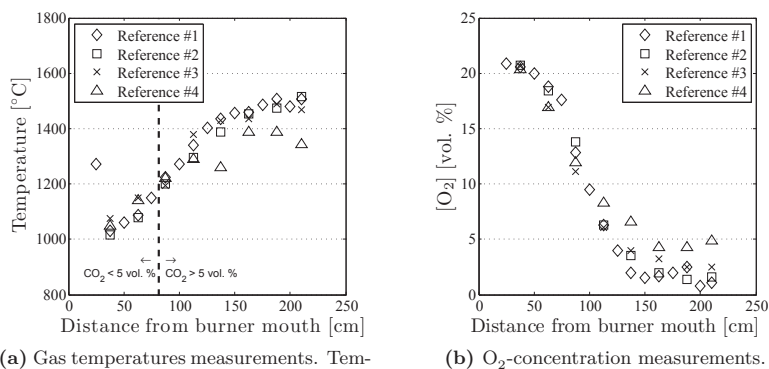 1800
1600
1400
1200
1000
800
Temperature [°C]
Reference #1
Reference #2
Reference #3
Reference #4
← →
CO2 < 5 vol. % CO2 > 5 vol. %
0 50 100 150 200 250
Distance from burner mouth [cm]
(a) Gas temperatures measurements. Tem-
25
20
15
10
5
0
[O2] [vol. %]
Reference #1
Reference #2
Reference #3
Reference #4
0 50 100 150 200 250
Distance from burner mouth [cm]
(b) O2-concentration measurements.